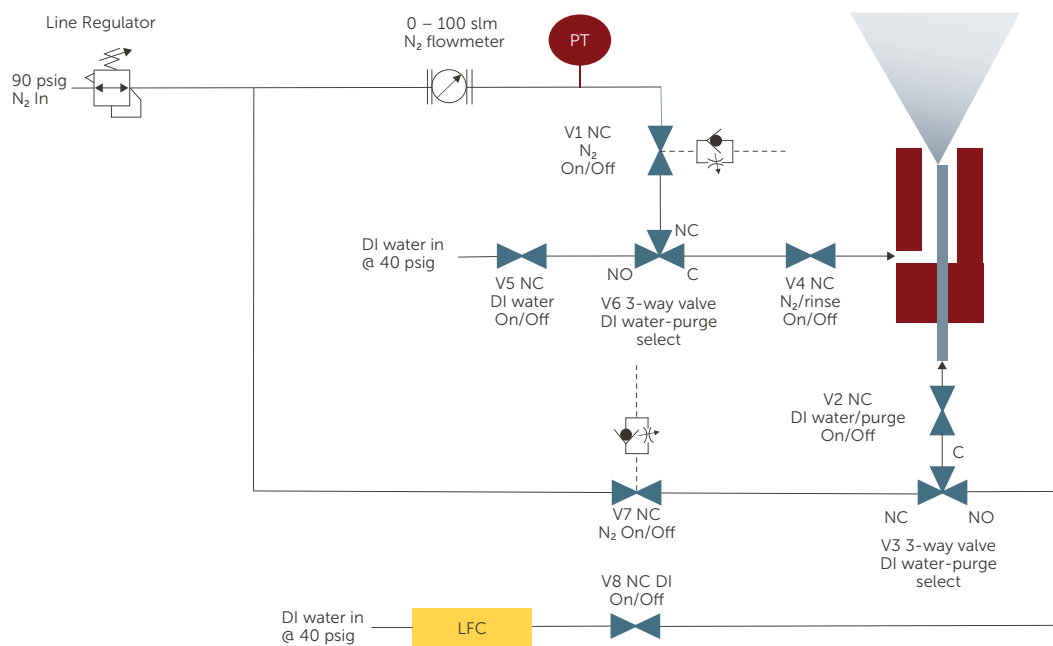 Line Regulator
90 psig
N₂ In
0 – 100 slm
N₂ flowmeter
PT
V1 NC
N₂
On/Off
DI water in
@ 40 psig
V5 NC
DI water
On/Off
NC
NO
C
V6 3-way valve
DI water-purge
select
V4 NC
N₂/rinse
On/Off
V2 NC
DI water/purge
On/Off
C
NC
NO
V7 NC
N₂ On/Off
V3 3-way valve
DI water-purge
select
V8 NC DI
On/Off
DI water in
@ 40 psig
LFC